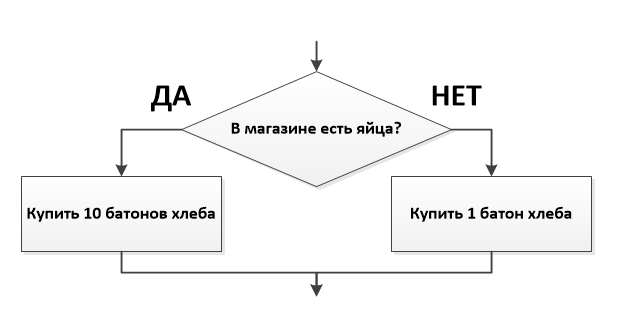 ДА
НЕТ
В магазине есть яйца?
Купить 10 батонов хлеба
Купить 1 батон хлеба